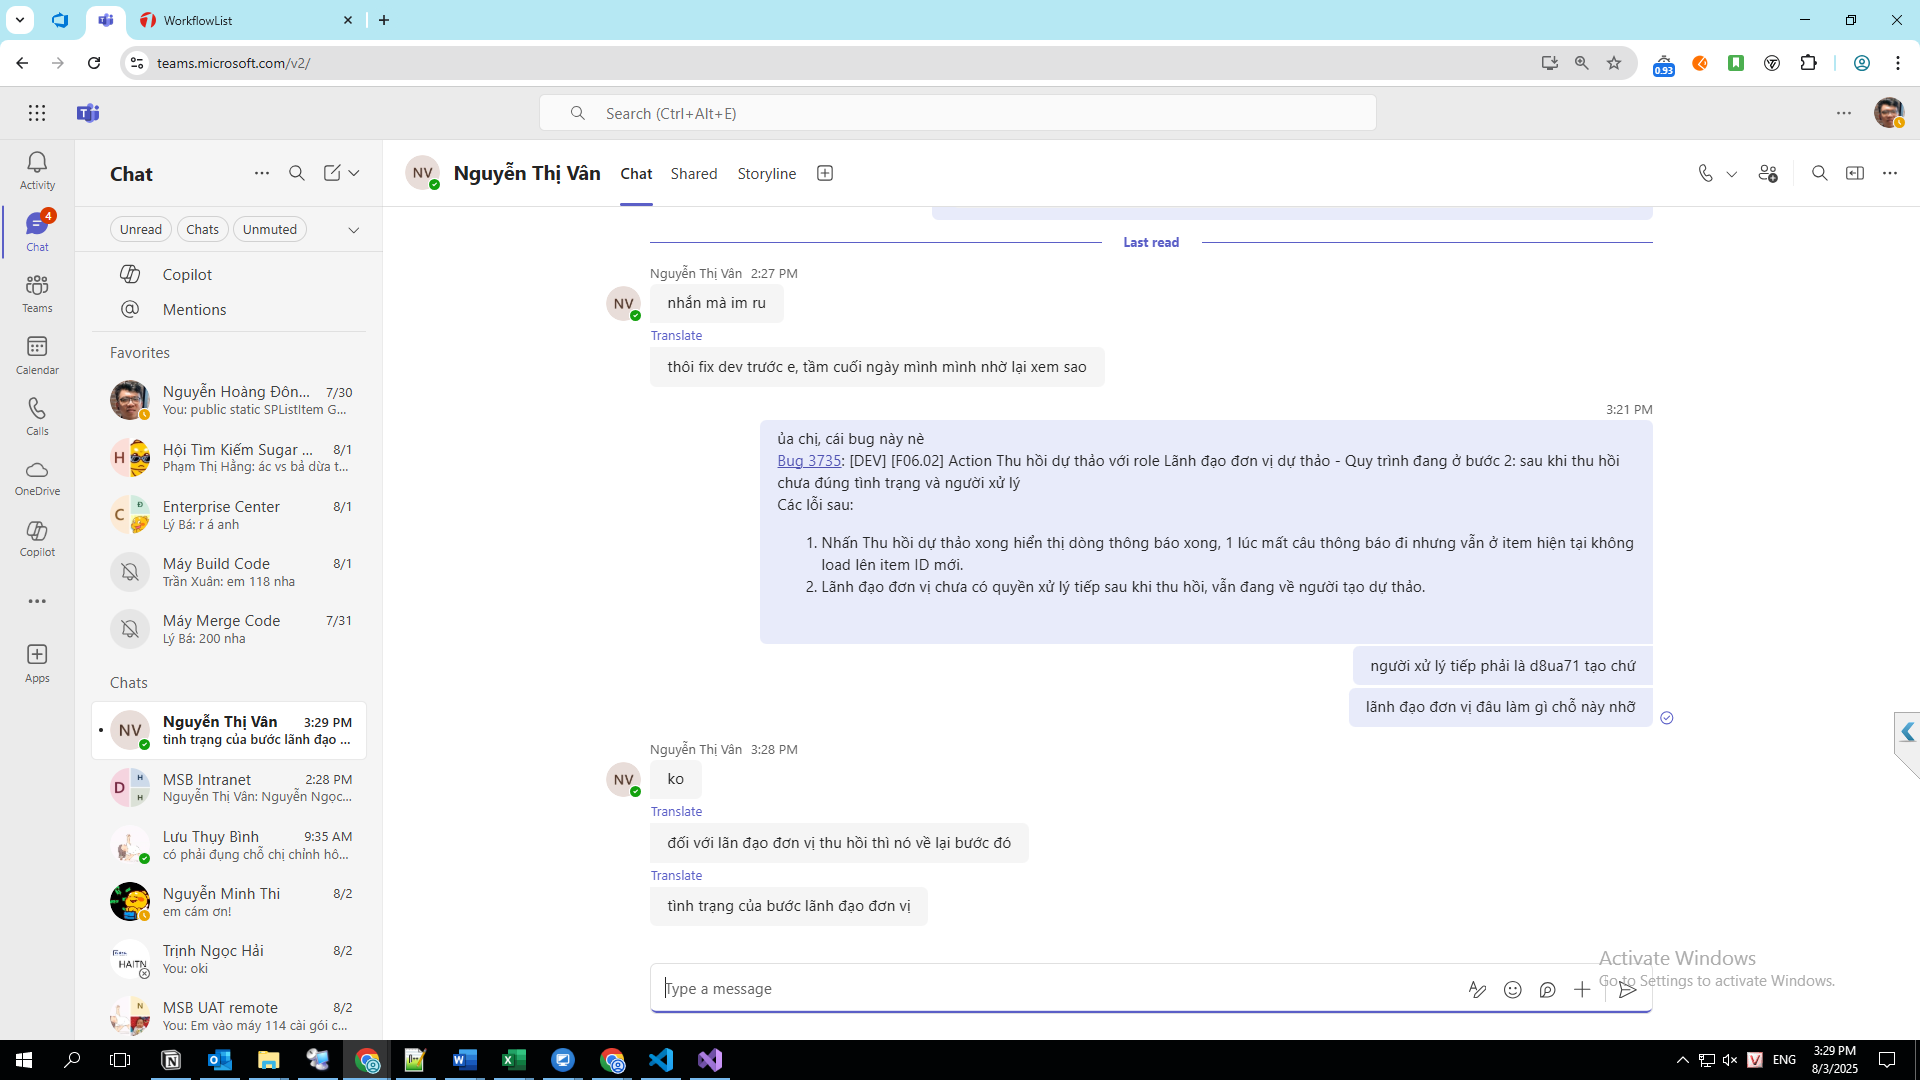 WorkflowList
teams.microsoft.com/v2/
0.93
Search (Ctrl+Alt+E)
Activity
4
Chat
Teams
Calendar
Calls
OneDrive
Copilot
Apps
Chat
Unread
Chats
Unmuted
Copilot
Mentions
Favorites
Nguyễn Hoàng Đôn... 7/30
You: public static SPListItem G...
H
Hội Tìm Kiếm Sugar ... 8/1
Phạm Thị Hằng: ác vs bả dừa t...
C
Đ
Enterprise Center 8/1
Lý Bá: r á anh
Máy Build Code 8/1
Trần Xuân: em 118 nha
Máy Merge Code 7/31
Lý Bá: 200 nha
Chats
NV
Nguyễn Thị Vân 3:29 PM
tình trạng của bước lãnh đạo ...
D
H
H
MSB Intranet 2:28 PM
Nguyễn Thị Vân: Nguyễn Ngọc...
Lưu Thụy Bình 9:35 AM
có phải đụng chỗ chị chỉnh hô...
Nguyễn Minh Thi 8/2
em cám ơn!
HAITN
Trịnh Ngọc Hải 8/2
You: oki
N
MSB UAT remote 8/2
You: Em vào máy 114 cài gói c...
NV
Nguyễn Thị Vân
Chat
Shared
Storyline
Last read
Nguyễn Thị Vân 2:27 PM
NV
nhắn mà im ru
Translate
thôi fix dev trước e, tầm cuối ngày mình mình nhờ lại xem sao
3:21 PM
ủa chị, cái bug này nè
Bug 3735: [DEV] [F06.02] Action Thu hồi dự thảo với role Lãnh đạo đơn vị dự thảo - Quy trình đang ở bước 2: sau khi thu hồi
chưa đúng tình trạng và người xử lý
Các lỗi sau:
1. Nhấn Thu hồi dự thảo xong hiển thị dòng thông báo xong, 1 lúc mất câu thông báo đi nhưng vẫn ở item hiện tại không
load lên item ID mới.
2. Lãnh đạo đơn vị chưa có quyền xử lý tiếp sau khi thu hồi, vẫn đang về người tạo dự thảo.
người xử lý tiếp phải là d8ua71 tạo chứ
lãnh đạo đơn vị đâu làm gì chỗ này nhỡ
Nguyễn Thị Vân 3:28 PM
NV
ko
Translate
đối với lãn đạo đơn vị thu hồi thì nó về lại bước đó
Translate
tình trạng của bước lãnh đạo đơn vị
Type a message
Activate Windows
Go to Settings to activate Windows.
ENG
3:29 PM
8/3/2025